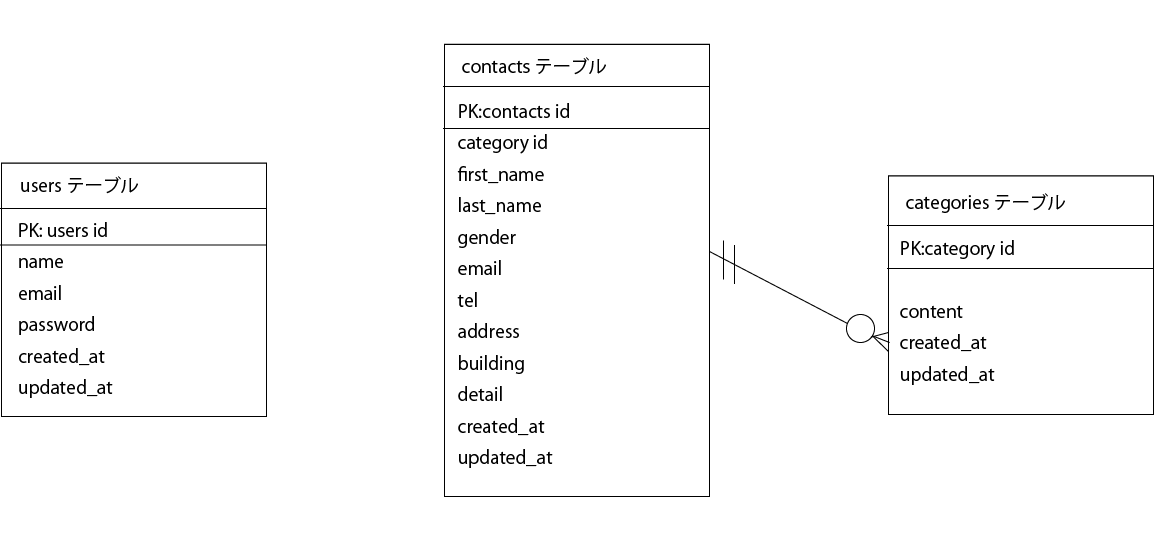 users テーブル
PK: users id
name
email
password
created_at
updated_at
contacts テーブル
PK:contacts id
category id
first_name
last_name
gender
email
tel
address
building
detail
created_at
updated_at
categories テーブル
PK:category id
content
created_at
updated_at